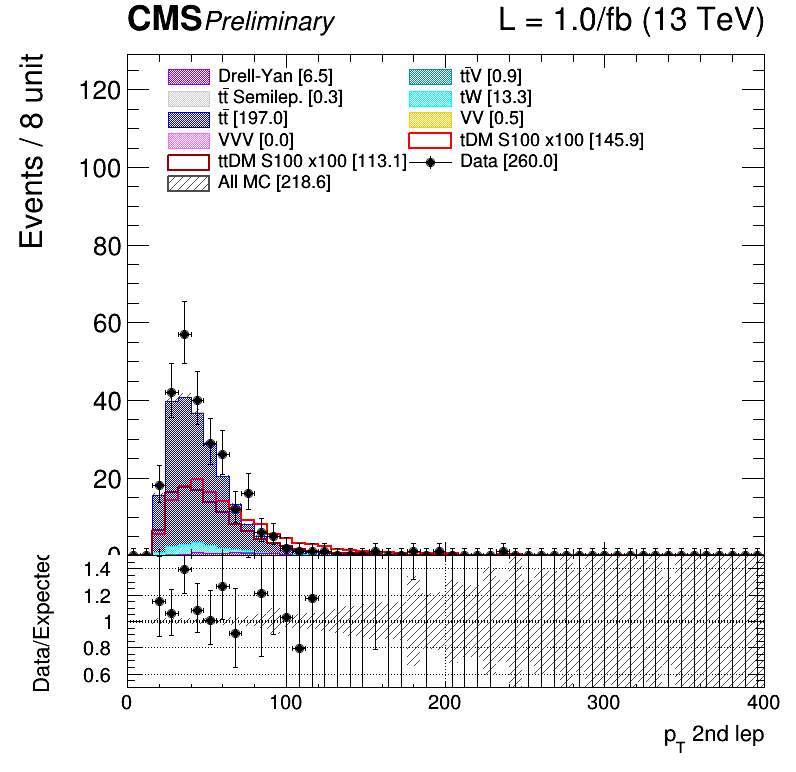 CMS Preliminary L = 1.0/fb (13 TeV)
Events / 8 unit
Drell-Yan [6.5] tt̄V [0.9]
tt̄ Semilep. [0.3] tW [13.3]
tt̄ [197.0] VV [0.5]
VVV [0.0] tDM S100 x100 [145.9]
ttDM S100 x100 [113.1] Data [260.0]
All MC [218.6]
120
100
80
60
40
20
0
Data/Expected
1.4
1.2
1
0.8
0.6
0 100 200 300 400
p_T 2nd lep